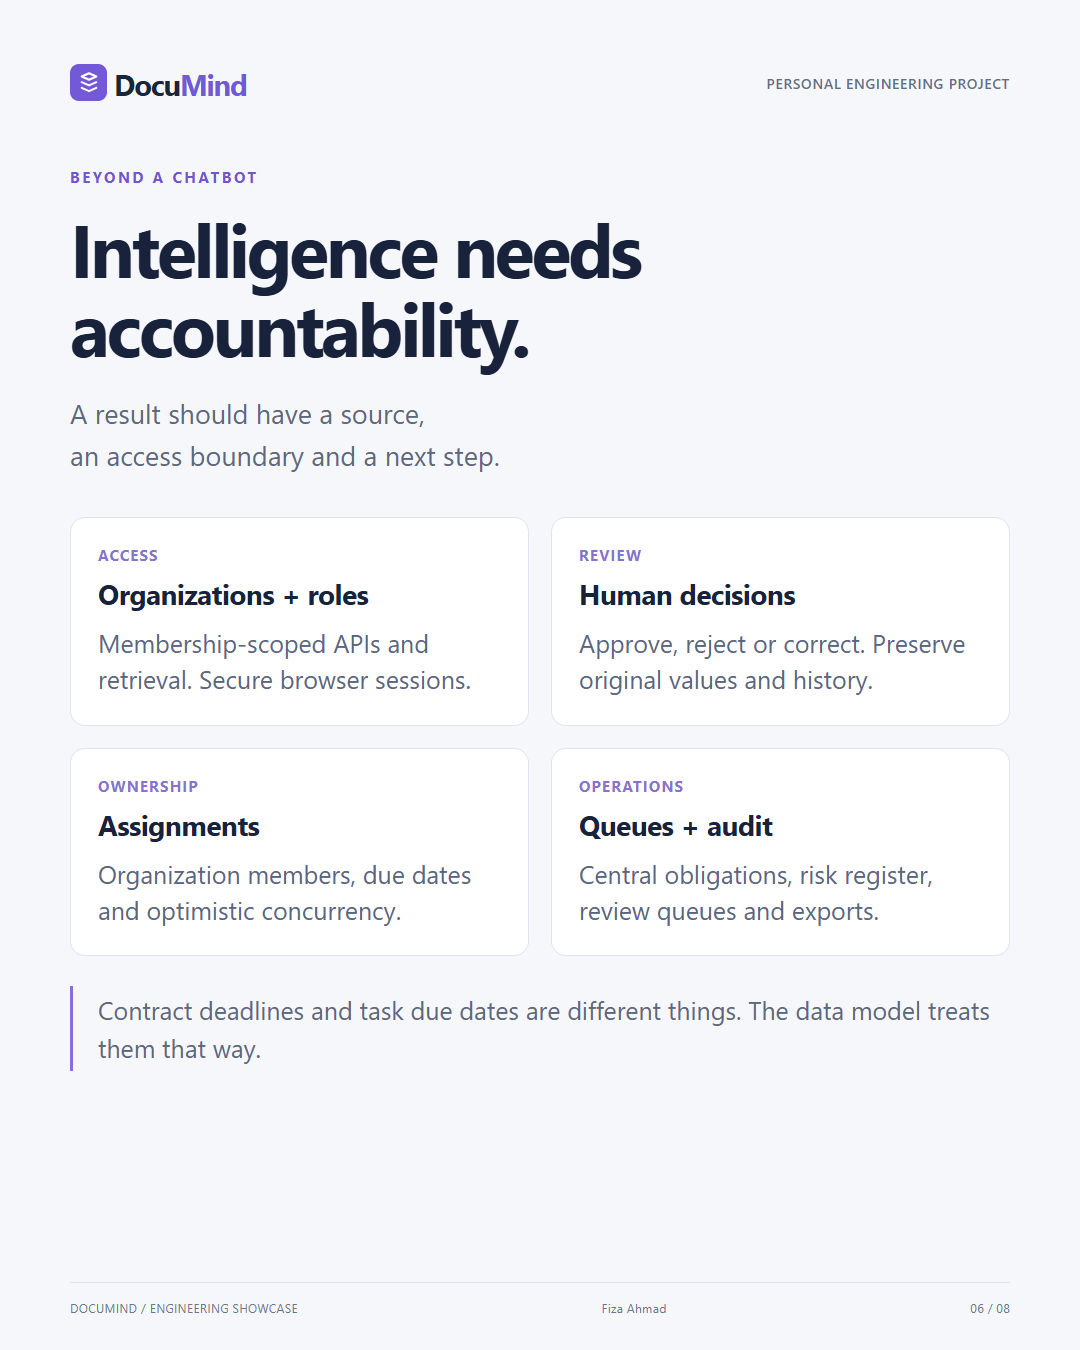 DocuMind
PERSONAL ENGINEERING PROJECT
BEYOND A CHATBOT
Intelligence needs
accountability.
A result should have a source,
an access boundary and a next step.
ACCESS
Organizations + roles
Membership-scoped APIs and
retrieval. Secure browser sessions.
REVIEW
Human decisions
Approve, reject or correct. Preserve
original values and history.
OWNERSHIP
Assignments
Organization members, due dates
and optimistic concurrency.
OPERATIONS
Queues + audit
Central obligations, risk register,
review queues and exports.
Contract deadlines and task due dates are different things. The data model treats
them that way.
DOCUMIND / ENGINEERING SHOWCASE
Fiza Ahmad
06 / 08